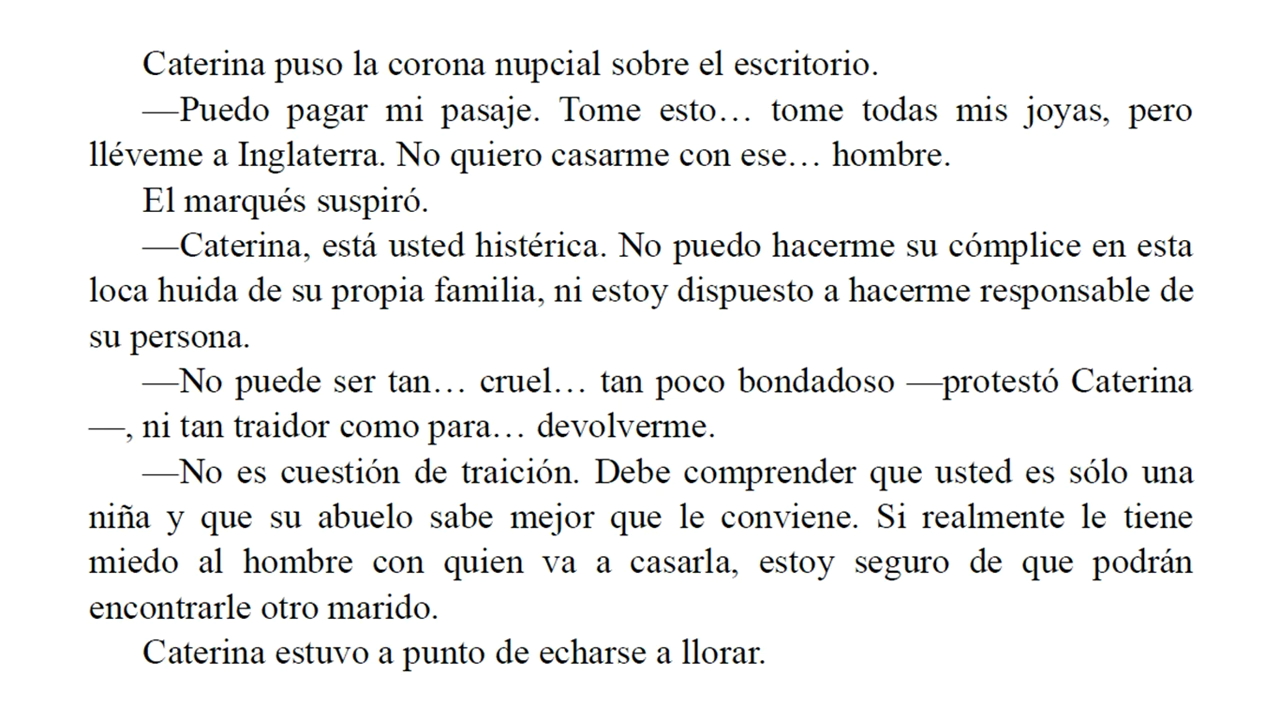 Caterina puso la corona nupcial sobre el escritorio.
—Puedo pagar mi pasaje. Tome esto… tome todas mis joyas, pero
lléveme a Inglaterra. No quiero casarme con ese… hombre.
El marqués suspiró.
—Caterina, está usted histérica. No puedo hacerme su cómplice en esta
loca huida de su propia familia, ni estoy dispuesto a hacerme responsable de
su persona.
—No puede ser tan… cruel… tan poco bondadoso —protestó Caterina
—, ni tan traidor como para… devolverme.
—No es cuestión de traición. Debe comprender que usted es sólo una
niña y que su abuelo sabe mejor que le conviene. Si realmente le tiene
miedo al hombre con quien va a casarla, estoy seguro de que podrán
encontrarle otro marido.
Caterina estuvo a punto de echarse a llorar.